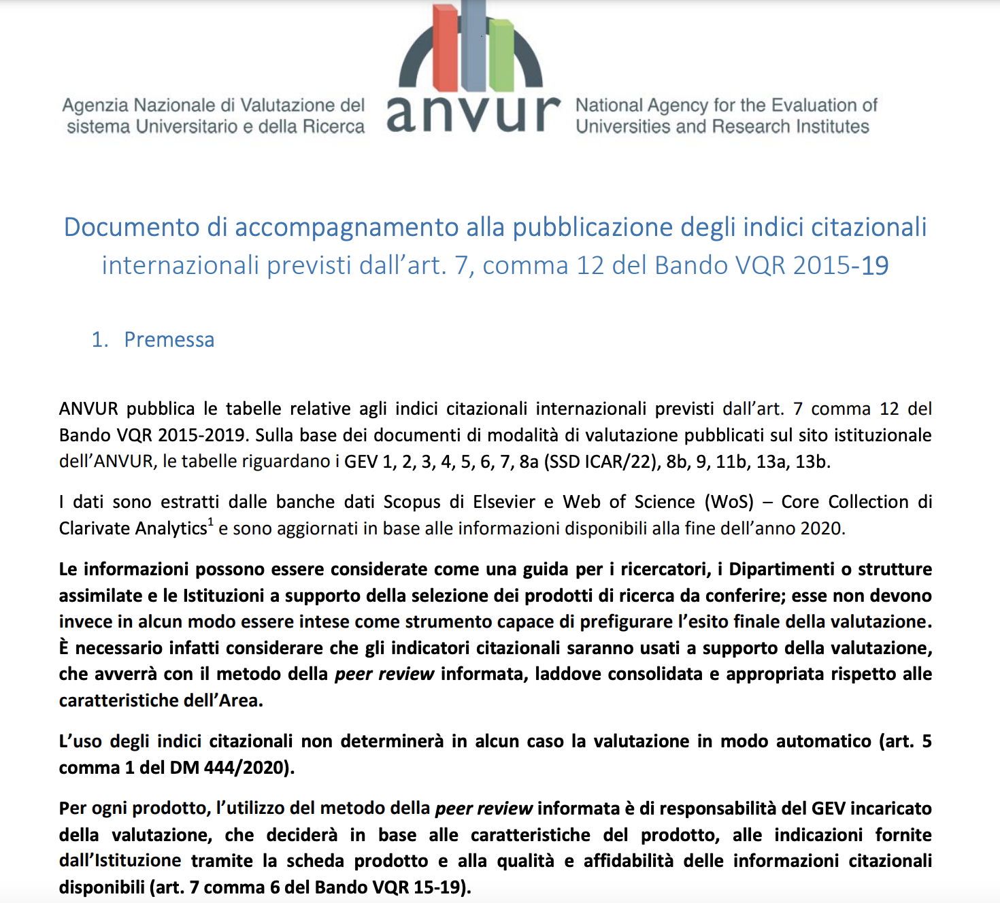 Agenzia Nazionale di Valutazione del
sistema Universitario e della Ricerca
anvur
National Agency for the Evaluation of
Universities and Research Institutes
Documento di accompagnamento alla pubblicazione degli indici citazionali
internazionali previsti dall’art. 7, comma 12 del Bando VQR 2015-19
1. Premessa
ANVUR pubblica le tabelle relative agli indici citazionali internazionali previsti dall’art. 7 comma 12 del
Bando VQR 2015-2019. Sulla base dei documenti di modalità di valutazione pubblicati sul sito istituzionale
dell’ANVUR, le tabelle riguardano i GEV 1, 2, 3, 4, 5, 6, 7, 8a (SSD ICAR/22), 8b, 9, 11b, 13a, 13b.
I dati sono estratti dalle banche dati Scopus di Elsevier e Web of Science (WoS) – Core Collection di
Clarivate Analytics¹ e sono aggiornati in base alle informazioni disponibili alla fine dell’anno 2020.
Le informazioni possono essere considerate come una guida per i ricercatori, i Dipartimenti o strutture
assimilate e le Istituzioni a supporto della selezione dei prodotti di ricerca da conferire; esse non devono
invece in alcun modo essere intese come strumento capace di prefigurare l’esito finale della valutazione.
È necessario infatti considerare che gli indicatori citazionali saranno usati a supporto della valutazione,
che avverrà con il metodo della peer review informata, laddove consolidata e appropriata rispetto alle
caratteristiche dell’Area.
L’uso degli indici citazionali non determinerà in alcun caso la valutazione in modo automatico (art. 5
comma 1 del DM 444/2020).
Per ogni prodotto, l’utilizzo del metodo della peer review informata è di responsabilità del GEV incaricato
della valutazione, che deciderà in base alle caratteristiche del prodotto, alle indicazioni fornite
dall’Istituzione tramite la scheda prodotto e alla qualità e affidabilità delle informazioni citazionali
disponibili (art. 7 comma 6 del Bando VQR 15-19).